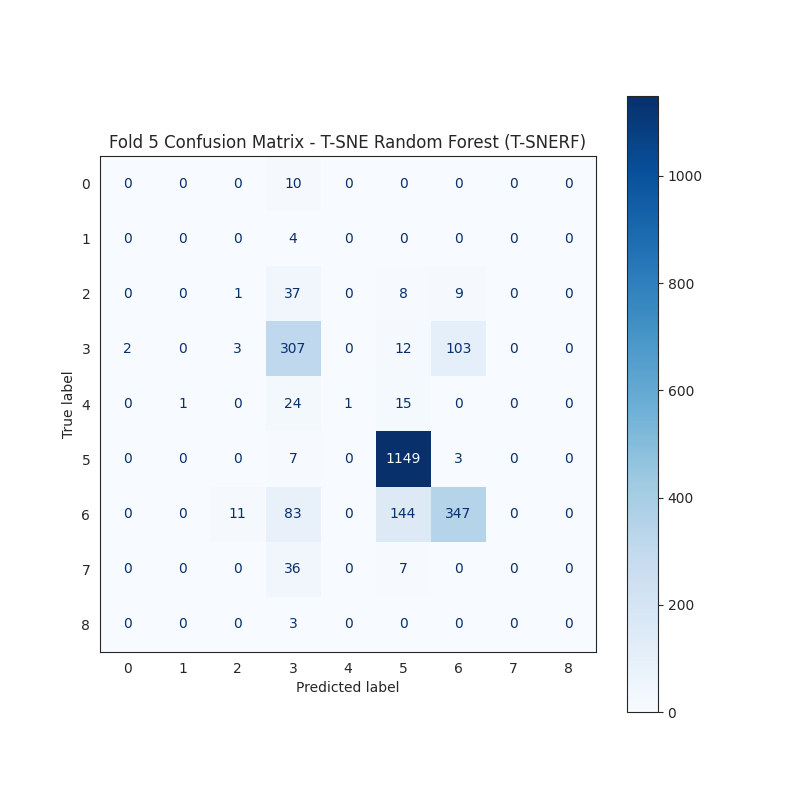 Fold 5 Confusion Matrix - T-SNE Random Forest (T-SNERF)
0 0 0 0 10 0 0 0 0 0
1 0 0 0 4 0 0 0 0 0
2 0 0 1 37 0 8 9 0 0
3 2 0 3 307 0 12 103 0 0
4 0 1 0 24 1 15 0 0 0
5 0 0 0 7 0 1149 3 0 0
6 0 0 11 83 0 144 347 0 0
7 0 0 0 36 0 7 0 0 0
8 0 0 0 3 0 0 0 0 0
0 1 2 3 4 5 6 7 8
Predicted label
True label
1000
800
600
400
200
0